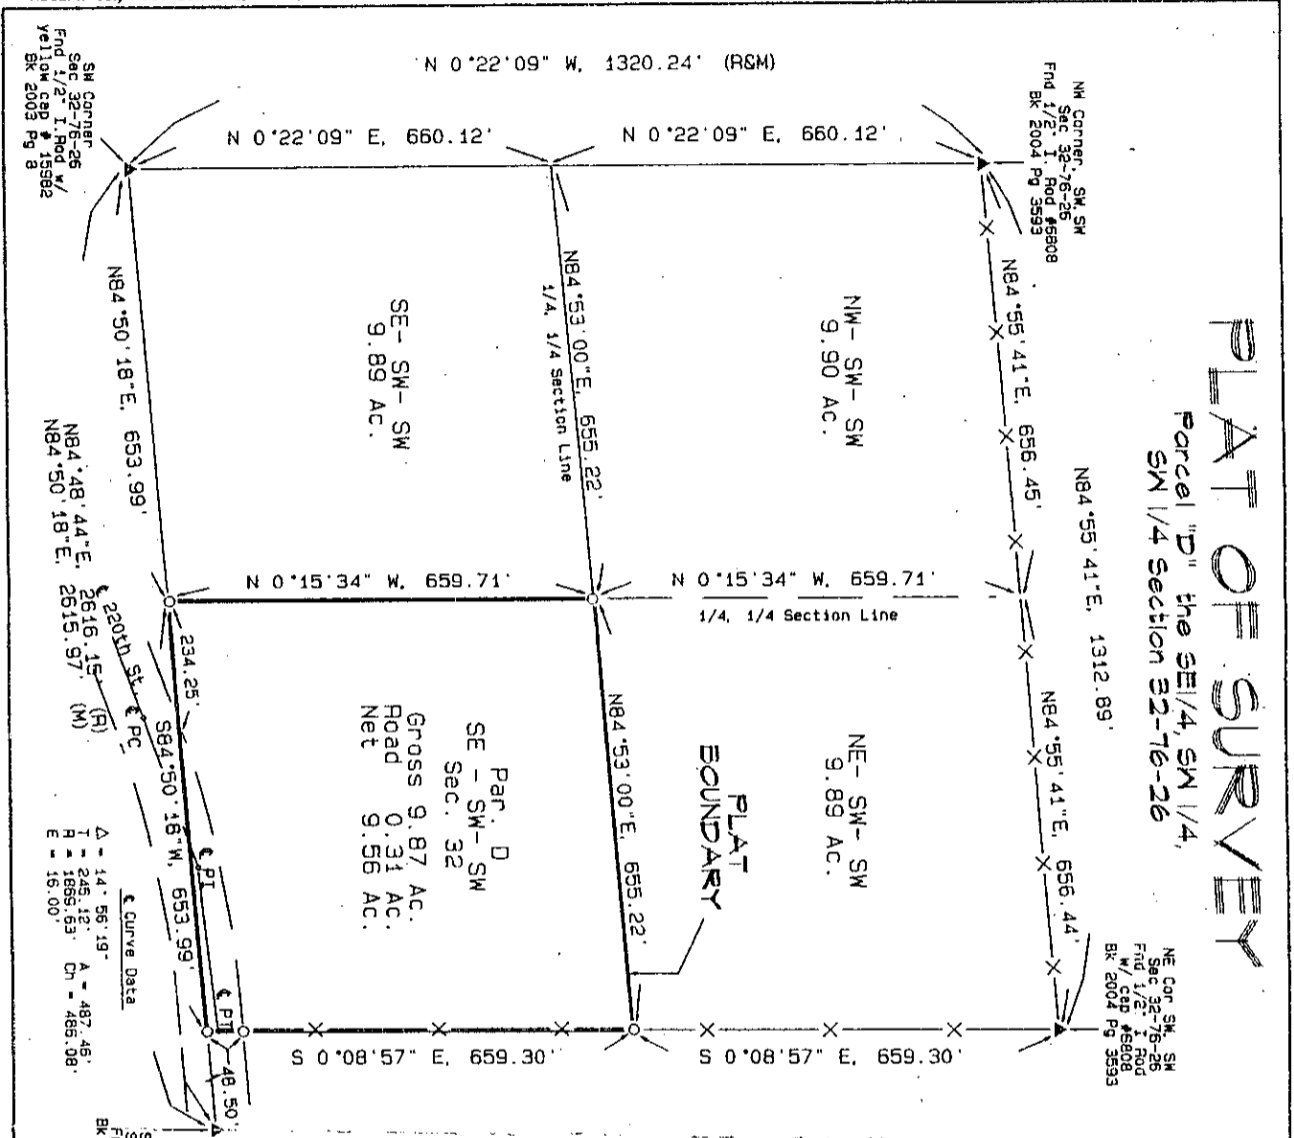 PLAT OF SURVEY
Parcel "D" the SE1/4, SW 1/4,
SW 1/4 Section 32-76-26
N 0°22'09" W, 1320.24' (R&M)
N 0°22'09" E, 660.12'
N 0°22'09" E, 660.12'
SW Corner
Sec 32-76-26
Fnd 1/2" I.Rod w/
yellow cap # 15982
Bk 2003 Pg 8
NW Corner, SW, SW
Sec 32-76-26
Fnd 1/2" I. Rod #6808
Bk 2004 Pg 3593
N84°55'41"E, 656.45'
N84°55'41"E, 1312.89'
N84°55'41"E, 656.44'
NE Cor SW, SW
Sec 32-76-26
Fnd 1/2" I Rod
w/ cap #6808
Bk 2004 Pg 3593
NW- SW- SW
9.90 Ac.
N84°53'00"E, 655.22'
1/4, 1/4 Section Line
SE- SW- SW
9.89 Ac.
N84°50'18"E, 653.99'
N 0°15'34" W, 659.71'
N 0°15'34" W, 659.71'
1/4, 1/4 Section Line
NE- SW- SW
9.89 Ac.
PLAT
BOUNDARY
N84°53'00"E, 655.22'
Par. D
SE - SW- SW
Sec. 32
Gross 9.87 Ac.
Road 0.31 Ac.
Net 9.56 Ac.
234.25'
S84°50'18"W, 653.99'
℄ 220th St.
℄ PC
℄ PT
℄ PT
N84°48'44"E, 2616.15' (R)
N84°50'18"E, 2615.97' (M)
℄ Curve Data
Δ = 14°56'19"
T = 245.12' A = 487.46'
R = 1869.63' Ch = 486.08'
E = 16.00'
S 0°08'57" E, 659.30'
S 0°08'57" E, 659.30'
48.50'
Bk